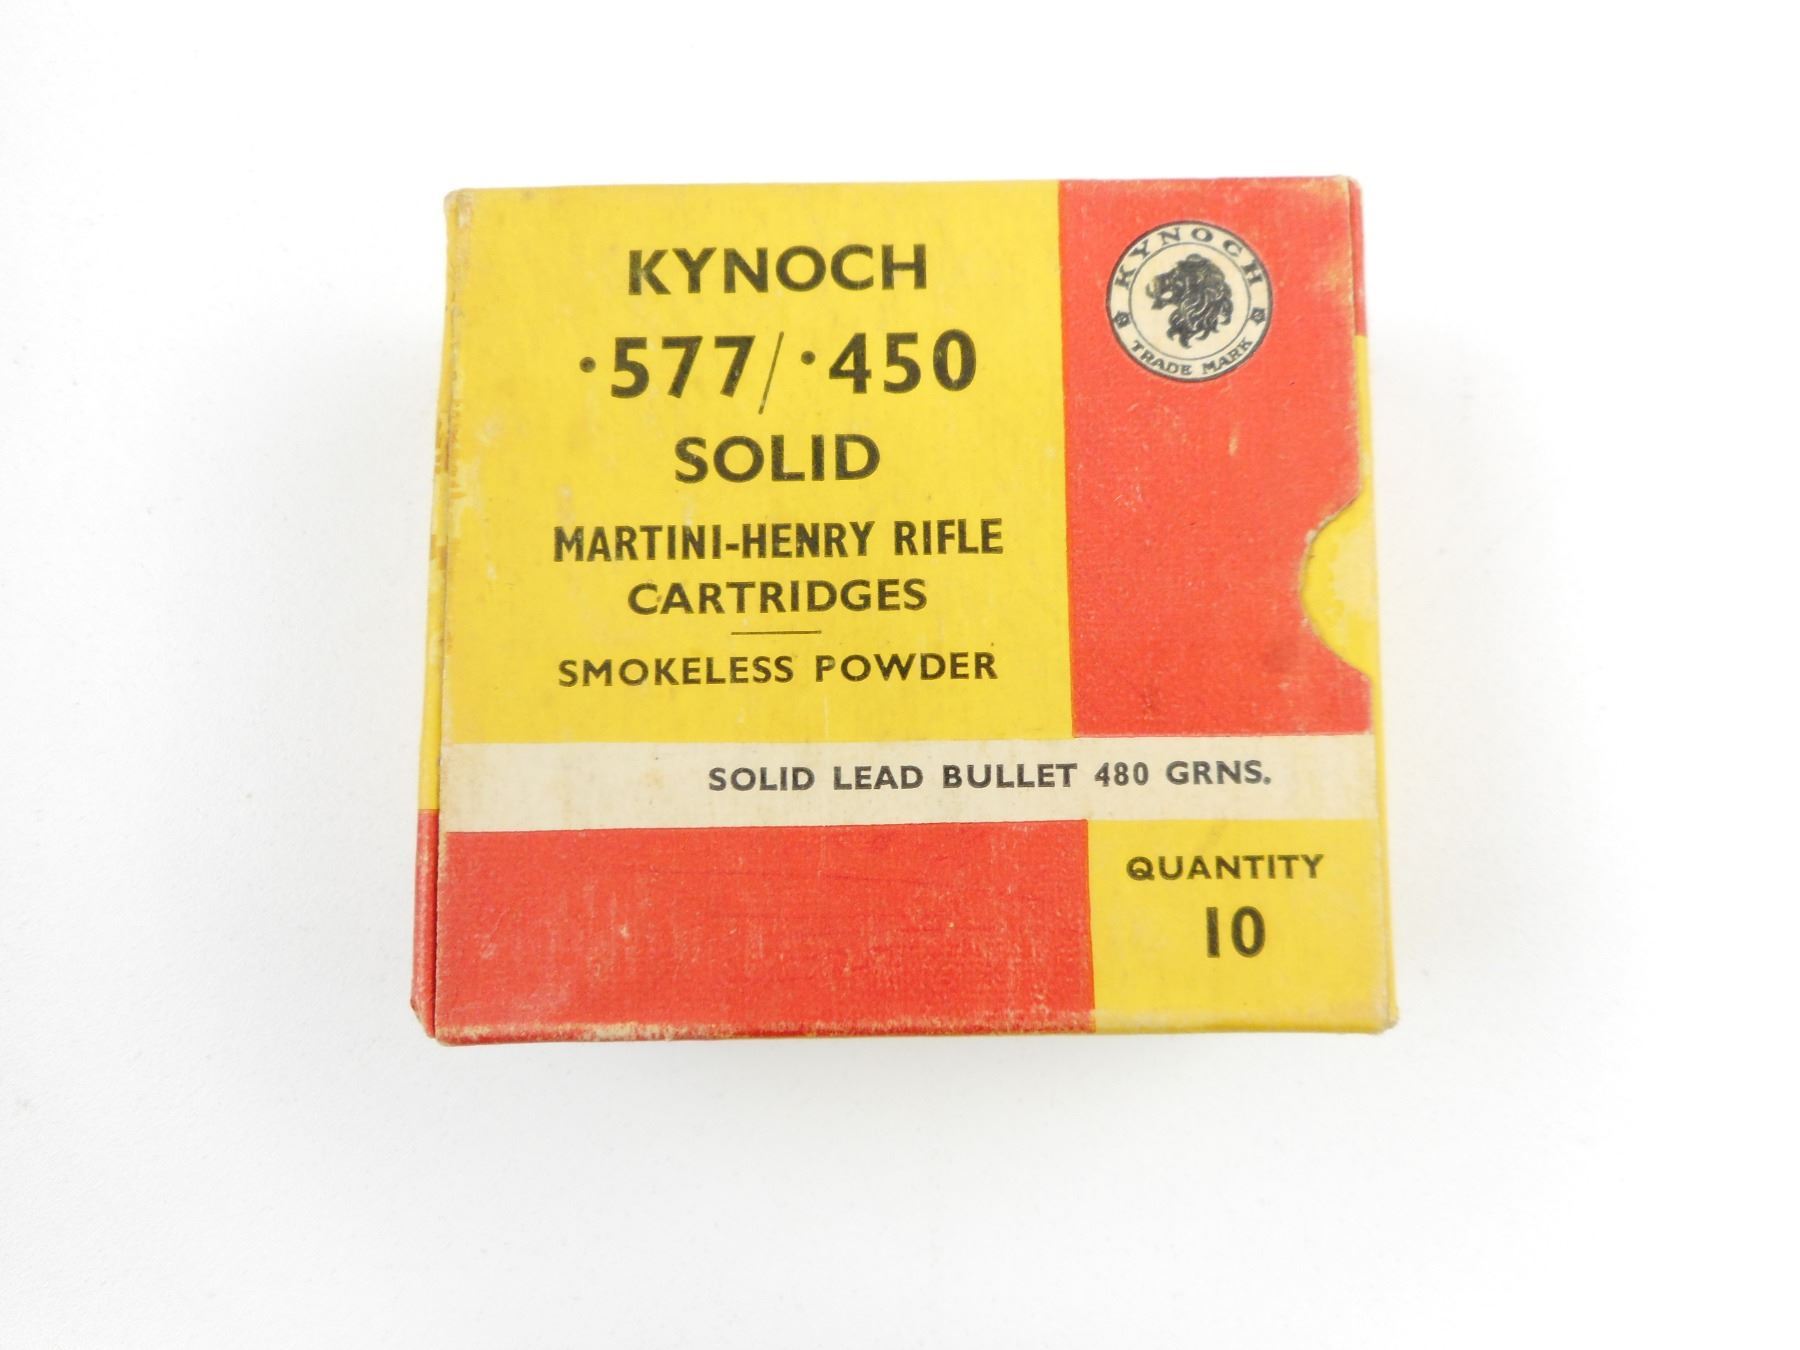 KYNOCH
·577/·450
SOLID
MARTINI-HENRY RIFLE
CARTRIDGES
SMOKELESS POWDER
KYNOCH
TRADE MARK
SOLID LEAD BULLET 480 GRNS.
QUANTITY
10